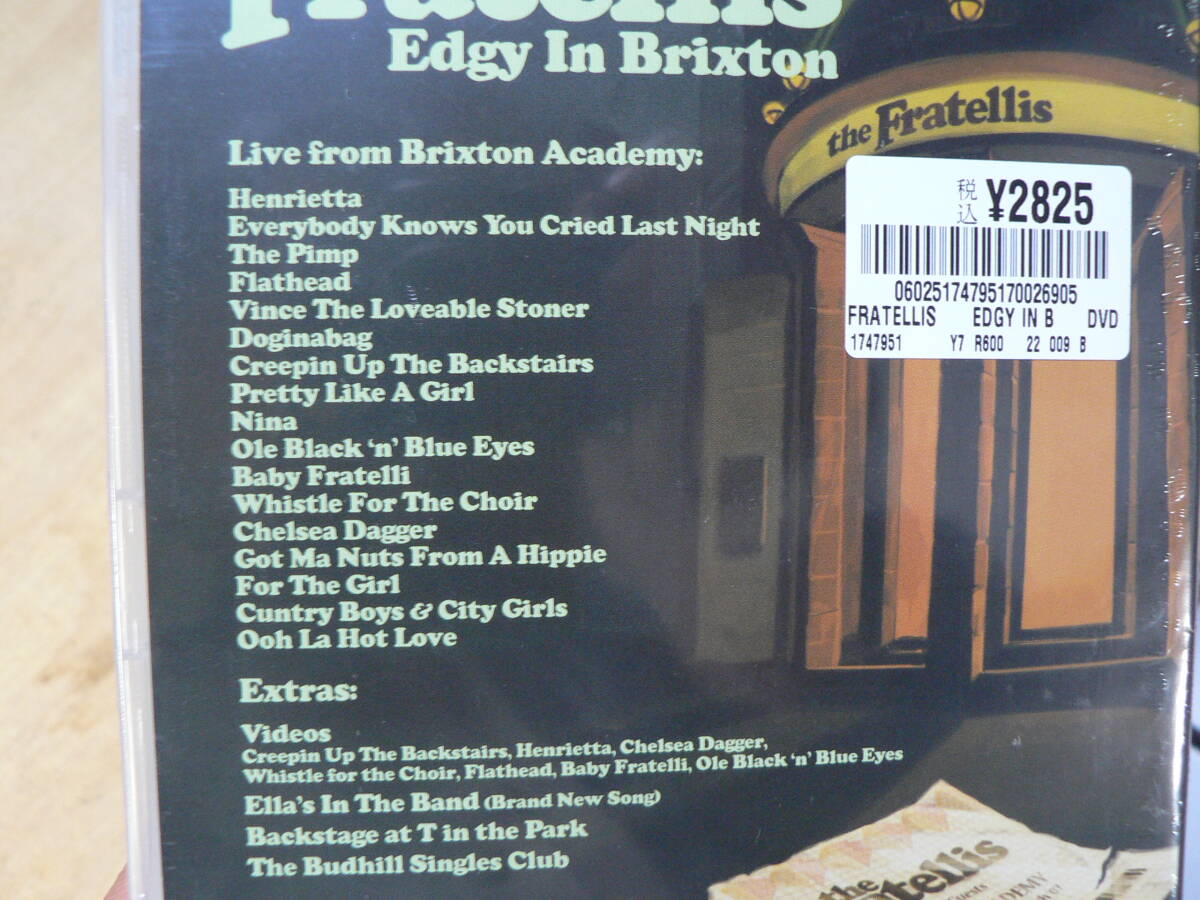 Fratellis
Edgy In Brixton
the Fratellis
税込 ¥2825
06025174795170026905
FRATELLIS EDGY IN B DVD
1747951 Y7 R600 22 009 B
Live from Brixton Academy:
Henrietta
Everybody Knows You Cried Last Night
The Pimp
Flathead
Vince The Loveable Stoner
Doginabag
Creepin Up The Backstairs
Pretty Like A Girl
Nina
Ole Black ‘n’ Blue Eyes
Baby Fratelli
Whistle For The Choir
Chelsea Dagger
Got Ma Nuts From A Hippie
For The Girl
Cuntry Boys & City Girls
Ooh La Hot Love
Extras:
Videos
Creepin Up The Backstairs, Henrietta, Chelsea Dagger,
Whistle for the Choir, Flathead, Baby Fratelli, Ole Black ‘n’ Blue Eyes
Ella's In The Band (Brand New Song)
Backstage at T in the Park
The Budhill Singles Club
the